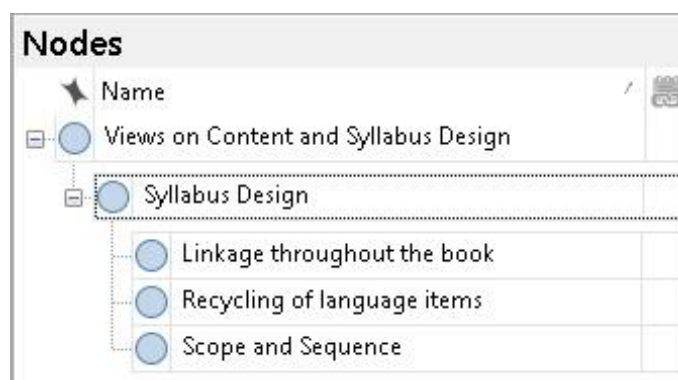 Nodes
Name
Views on Content and Syllabus Design
Syllabus Design
Linkage throughout the book
Recycling of language items
Scope and Sequence